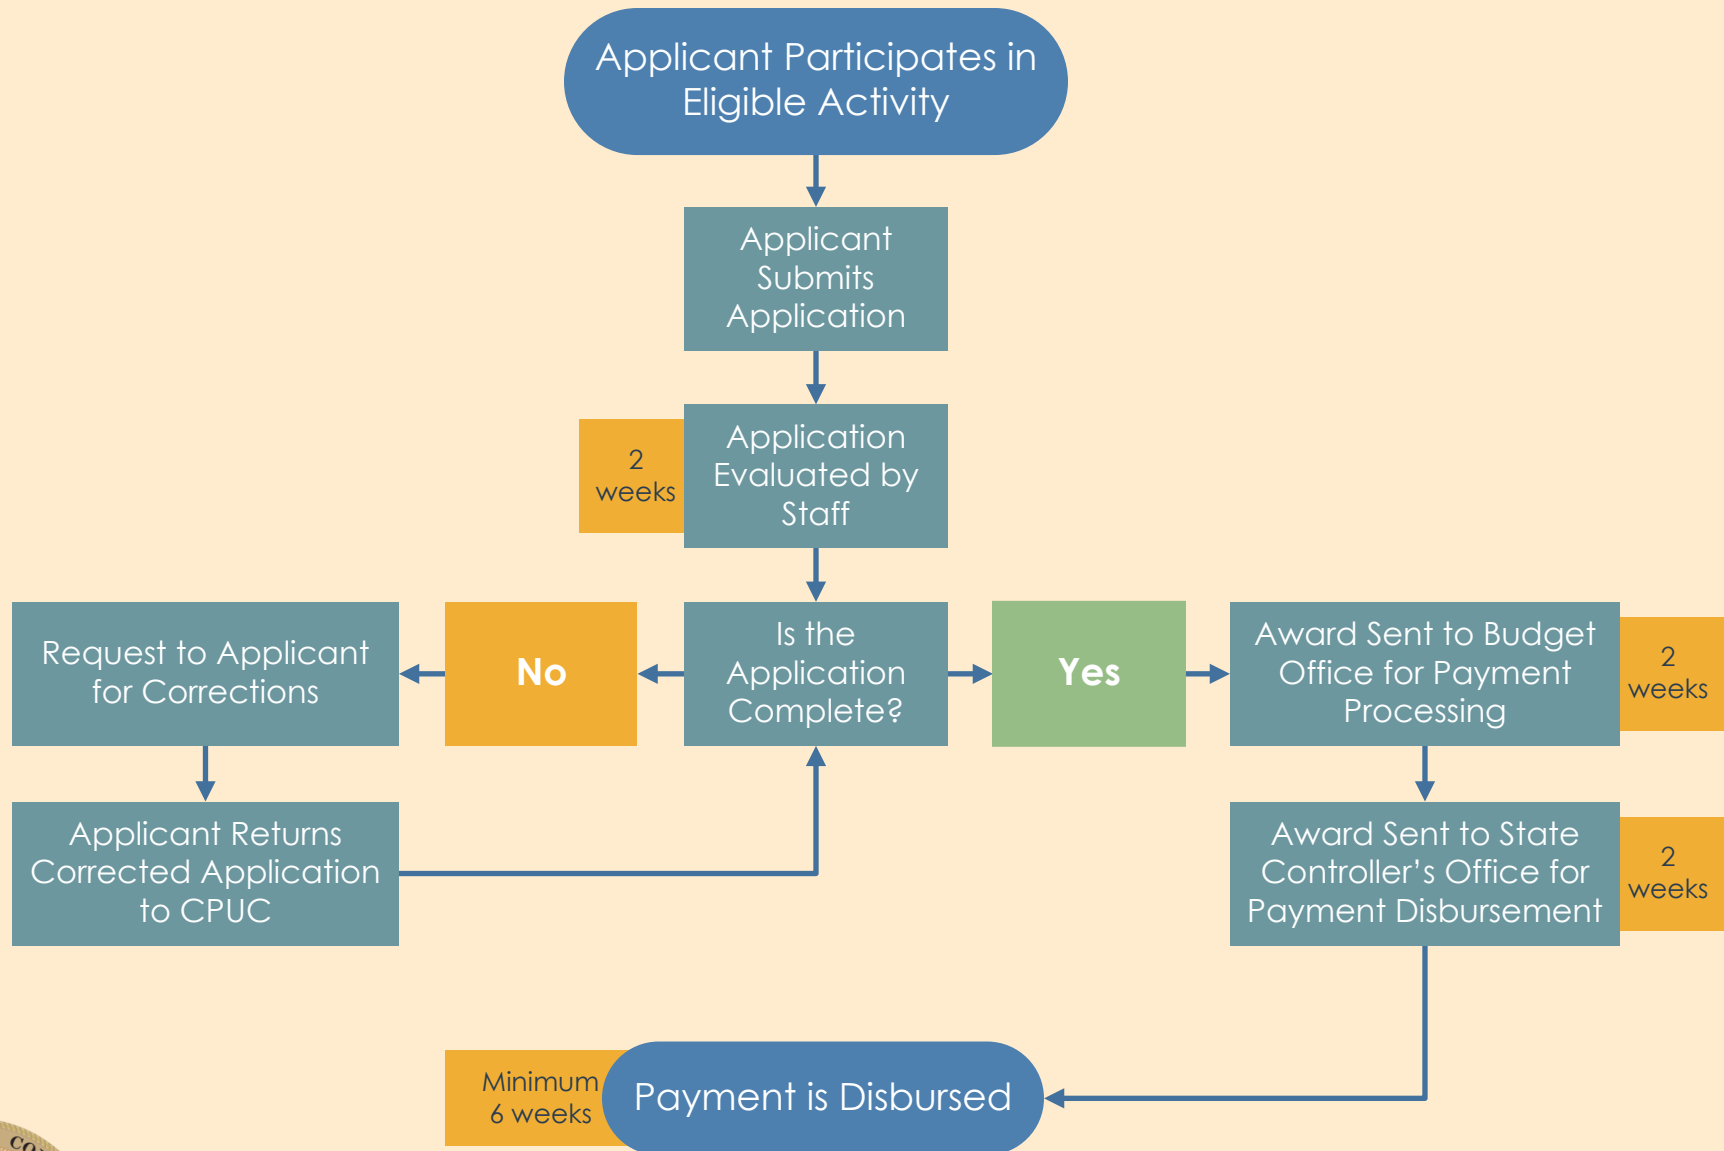 Applicant Participates in
Eligible Activity
Applicant
Submits
Application
2
weeks
Application
Evaluated by
Staff
Request to Applicant
for Corrections
No
Is the
Application
Complete?
Yes
Award Sent to Budget
Office for Payment
Processing
2
weeks
Applicant Returns
Corrected Application
to CPUC
Award Sent to State
Controller’s Office for
Payment Disbursement
2
weeks
Minimum
6 weeks
Payment is Disbursed